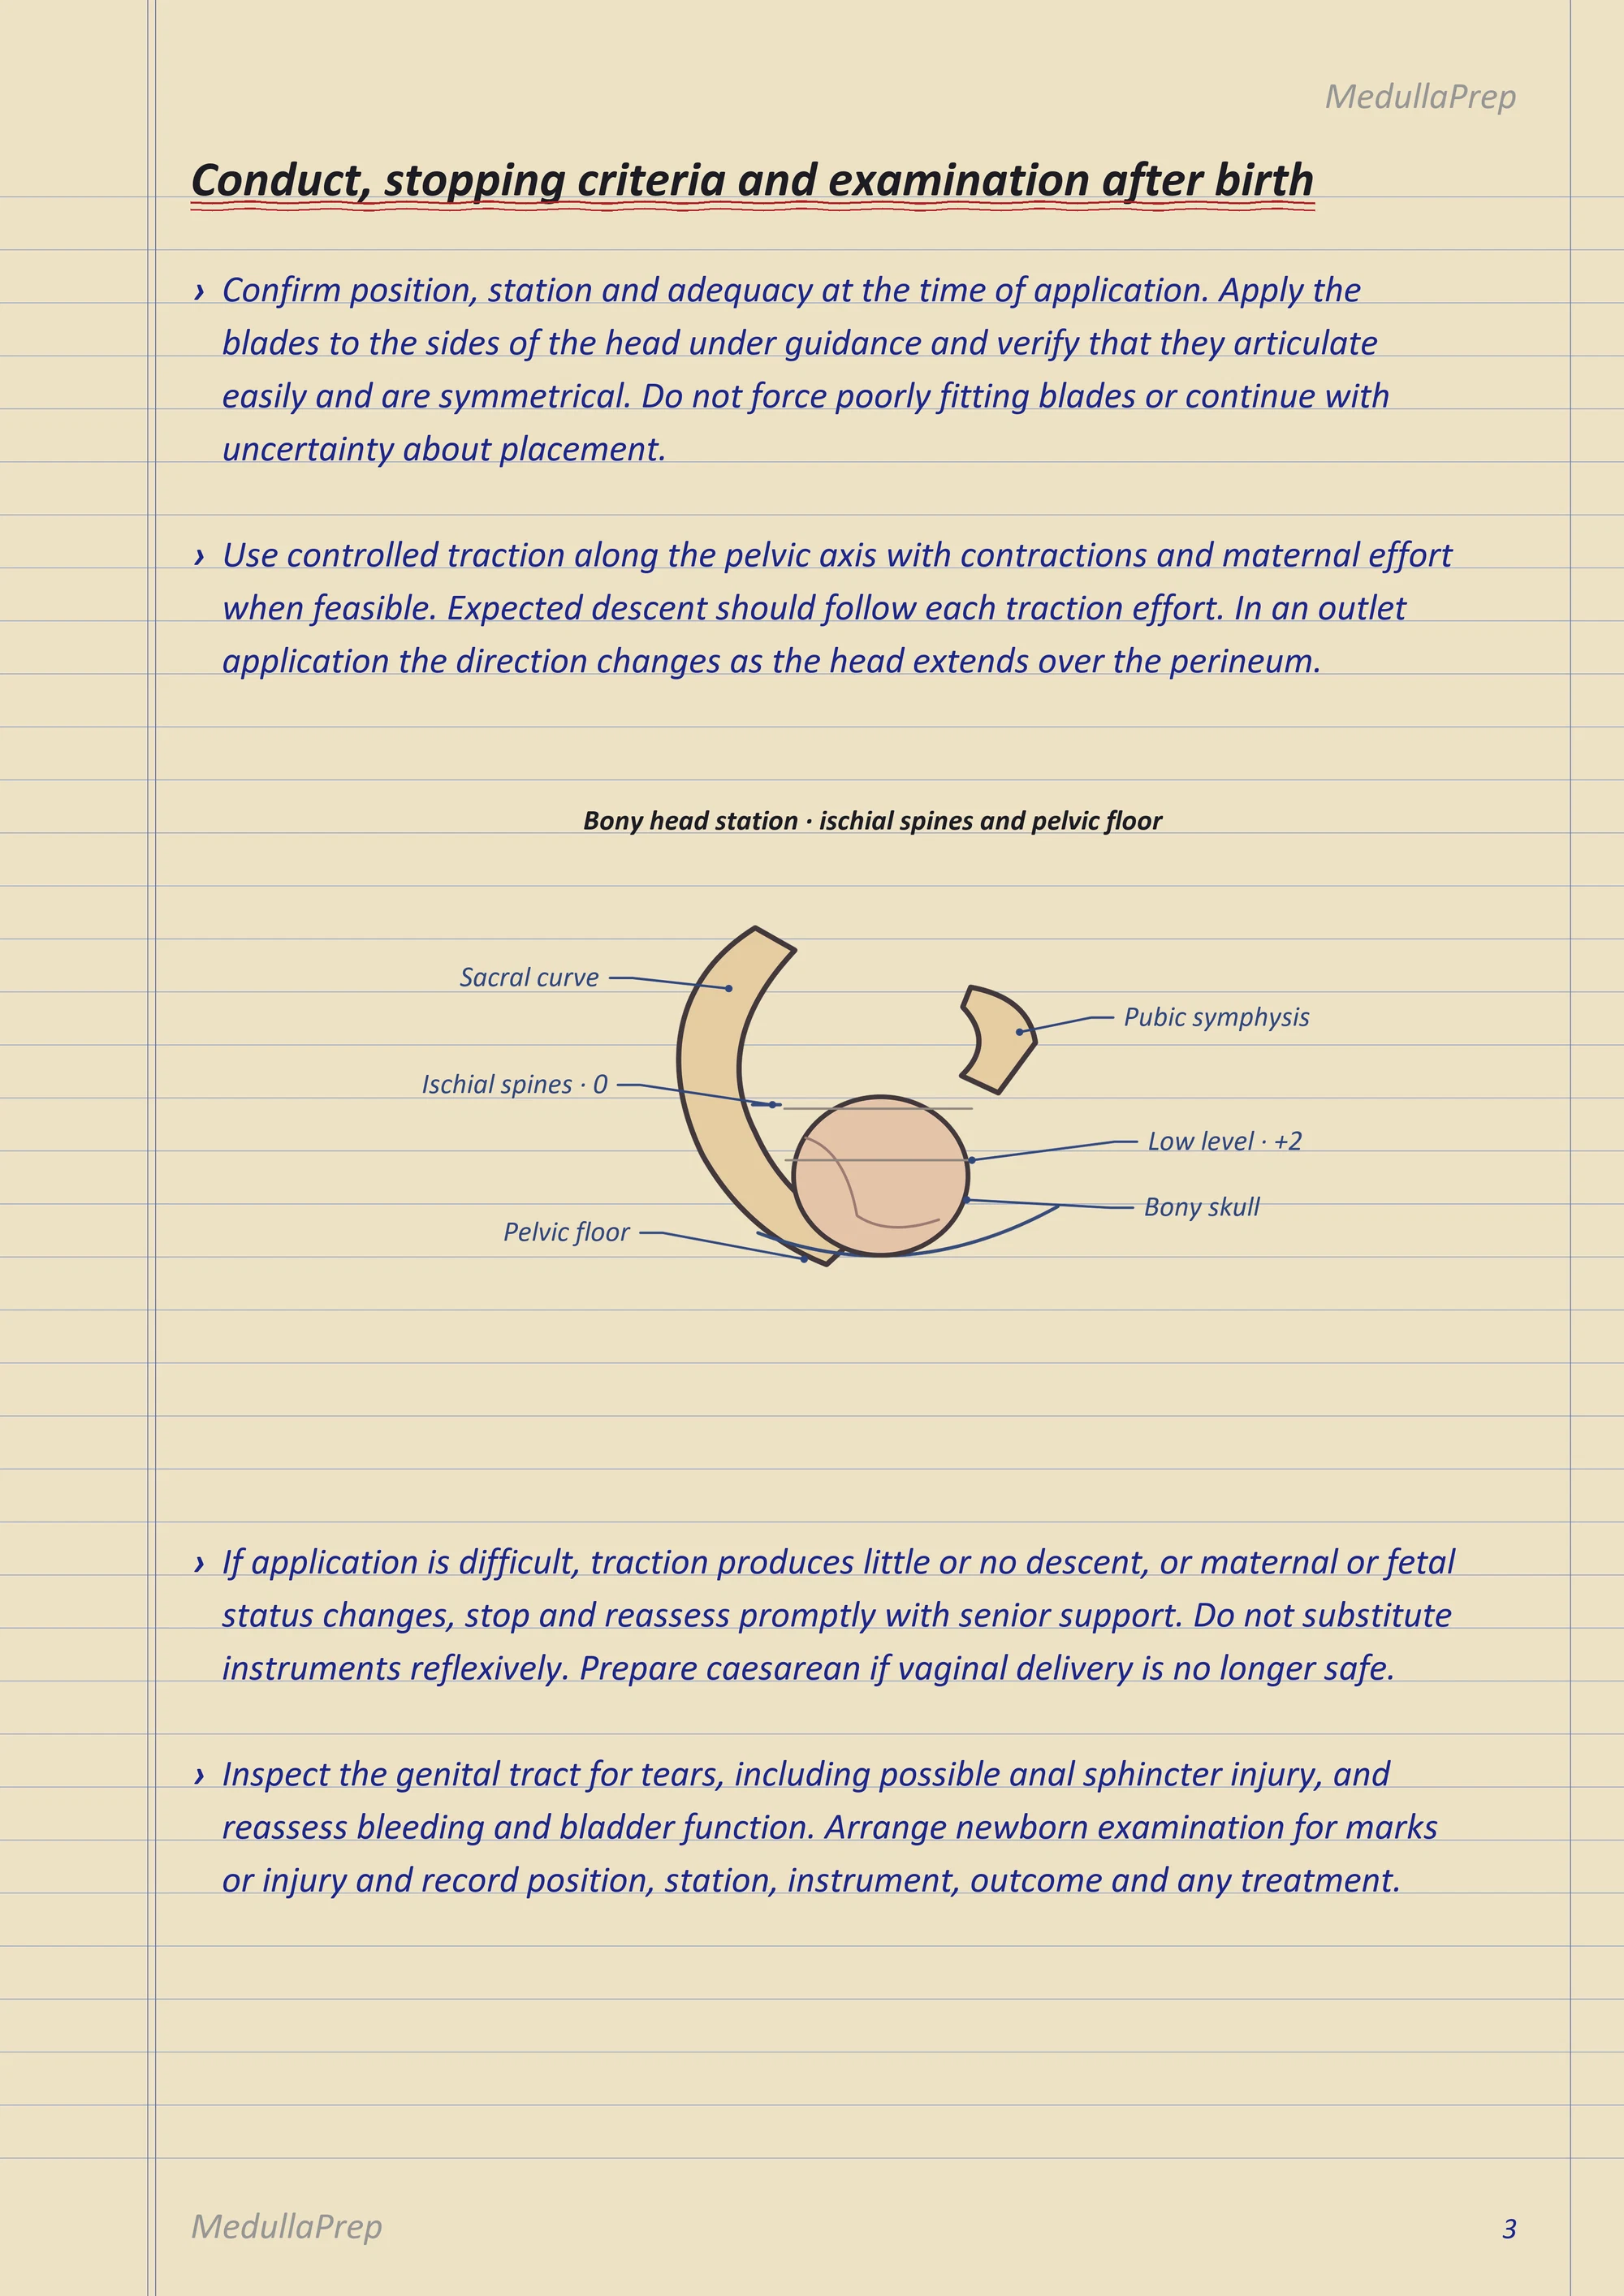 MedullaPrep
Conduct, stopping criteria and examination after birth
› Confirm position, station and adequacy at the time of application. Apply the
blades to the sides of the head under guidance and verify that they articulate
easily and are symmetrical. Do not force poorly fitting blades or continue with
uncertainty about placement.
› Use controlled traction along the pelvic axis with contractions and maternal effort
when feasible. Expected descent should follow each traction effort. In an outlet
application the direction changes as the head extends over the perineum.
Bony head station · ischial spines and pelvic floor
Sacral curve
Pubic symphysis
Ischial spines · 0
Low level · +2
Bony skull
Pelvic floor
› If application is difficult, traction produces little or no descent, or maternal or fetal
status changes, stop and reassess promptly with senior support. Do not substitute
instruments reflexively. Prepare caesarean if vaginal delivery is no longer safe.
› Inspect the genital tract for tears, including possible anal sphincter injury, and
reassess bleeding and bladder function. Arrange newborn examination for marks
or injury and record position, station, instrument, outcome and any treatment.
MedullaPrep
3